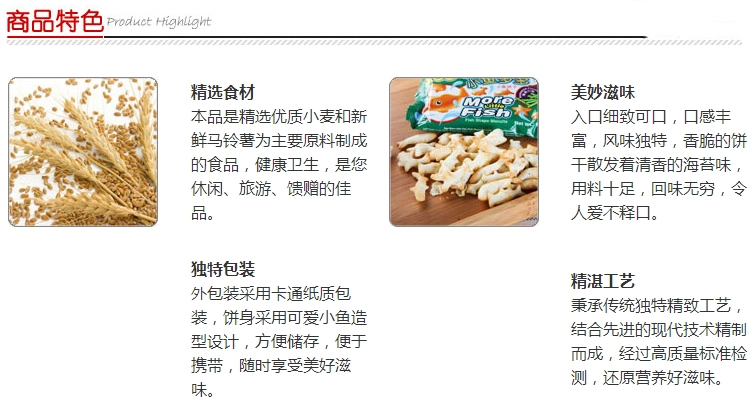 商品特色 Product Highlight
精选食材
本品是精选优质小麦和新
鲜马铃薯为主要原料制成
的食品，健康卫生，是您
休闲、旅游、馈赠的佳
品。
More
Little
Fish
Fish Shape Biscuits
美妙滋味
入口细致可口，口感丰
富，风味独特，香脆的饼
干散发着清香的海苔味，
用料十足，回味无穷，令
人爱不释口。
独特包装
外包装采用卡通纸质包
装，饼身采用可爱小鱼造
型设计，方便储存，便于
携带，随时享受美好滋
味。
精湛工艺
秉承传统独特精致工艺，
结合先进的现代技术精制
而成，经过高质量标准检
测，还原营养好滋味。